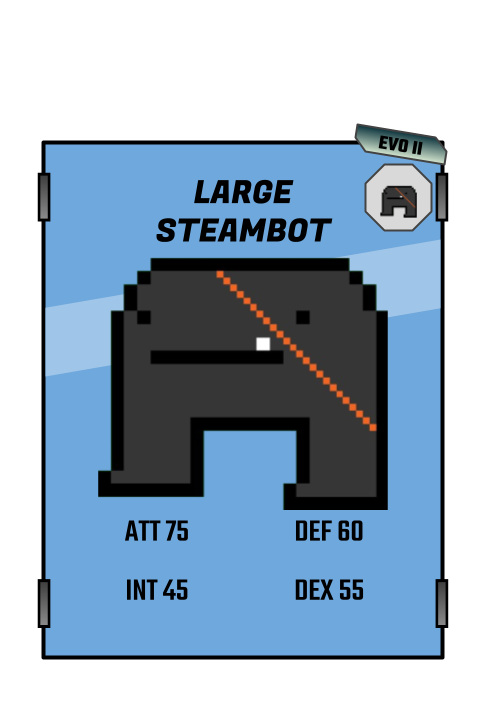 EVO II
LARGE
STEAMBOT
ATT 75 DEF 60
INT 45 DEX 55